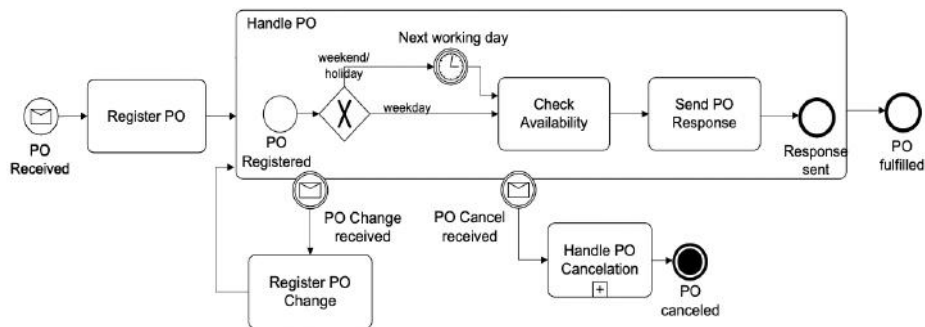 Handle PO
Next working day
weekend/
holiday
weekday
X
PO
Received
Register PO
PO
Registered
Check
Availability
Send PO
Response
Response
sent
PO
fulfilled
PO Change
received
PO Cancel
received
Register PO
Change
Handle PO
Cancelation
+
PO
canceled